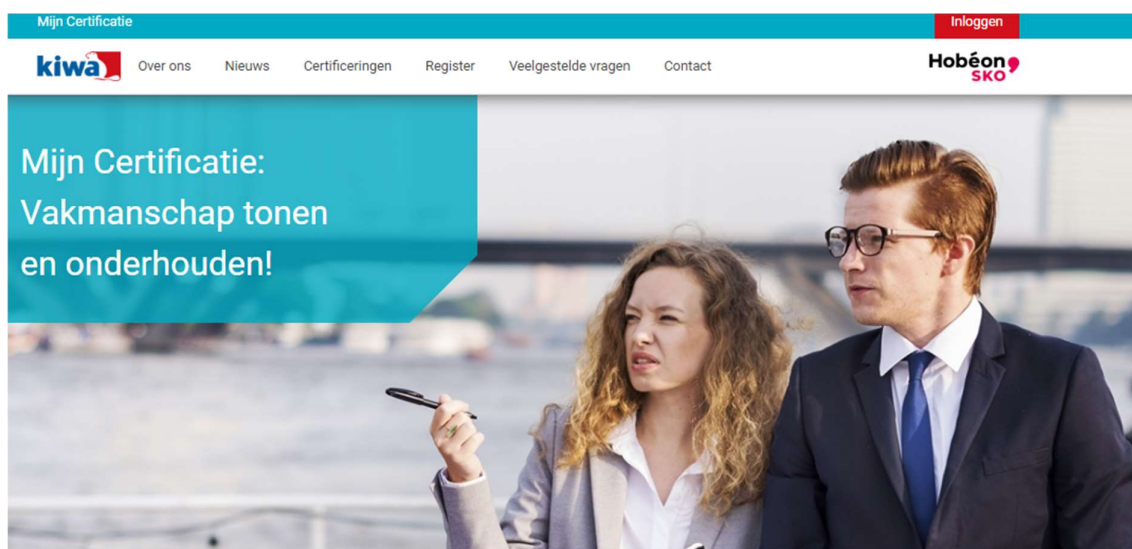 Mijn Certificatie
Inloggen
kiwa
Over ons
Nieuws
Certificeringen
Register
Veelgestelde vragen
Contact
Hobéon
SKO
Mijn Certificatie:
Vakmanschap tonen
en onderhouden!